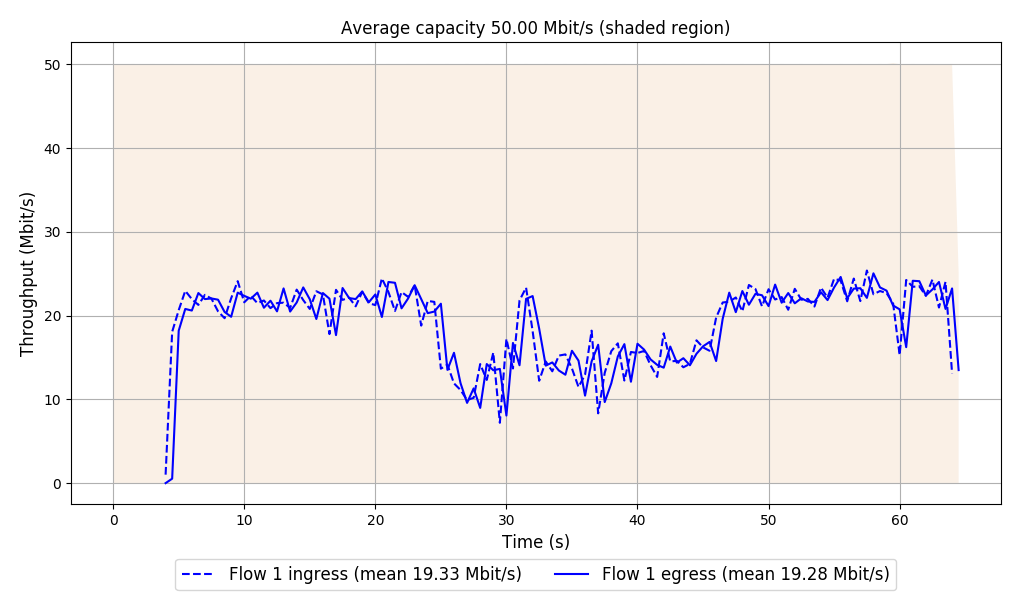 Average capacity 50.00 Mbit/s (shaded region)
Throughput (Mbit/s)
50
40
30
20
10
0
0 10 20 30 40 50 60
Time (s)
Flow 1 ingress (mean 19.33 Mbit/s) Flow 1 egress (mean 19.28 Mbit/s)